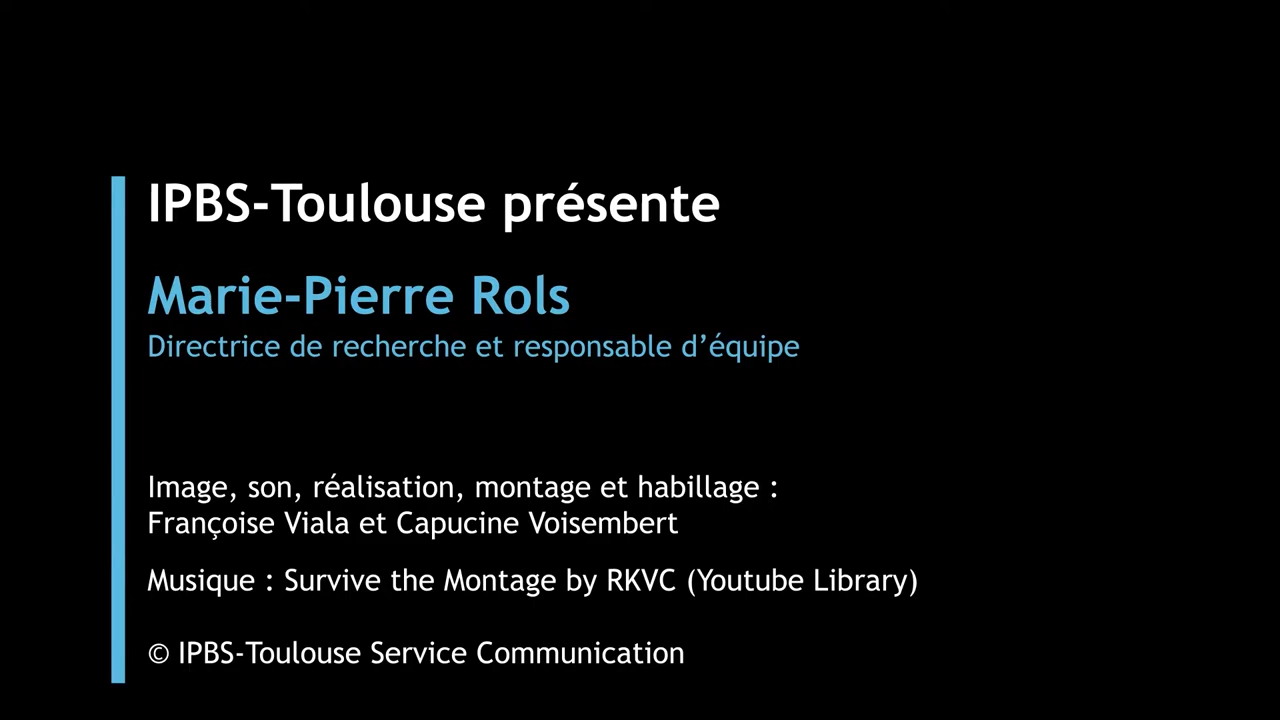 IPBS-Toulouse présente
Marie-Pierre Rols
Directrice de recherche et responsable d’équipe
Image, son, réalisation, montage et habillage :
Françoise Viala et Capucine Voisembert
Musique : Survive the Montage by RKVC (Youtube Library)
© IPBS-Toulouse Service Communication